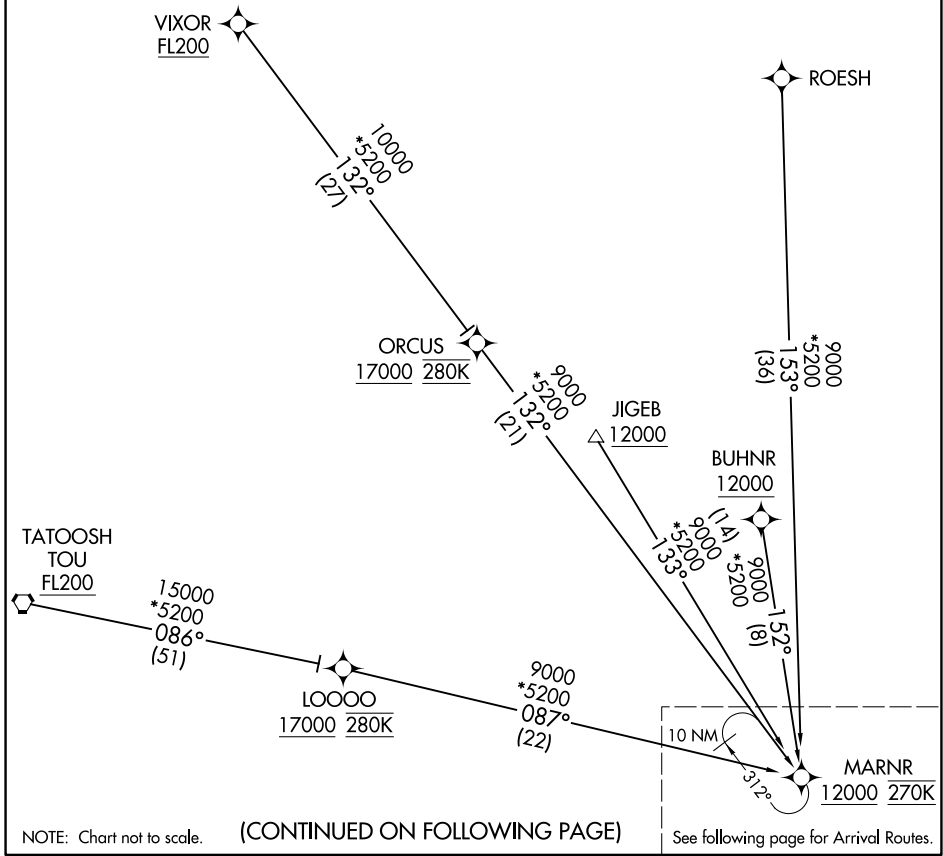 VIXOR
FL200
ROESH
10000
*5200
132°
(27)
ORCUS
17000 280K
9000
*5200
132°
(21)
9000
*5200
153°
(36)
JIGEB
12000
BUHNR
12000
(14)
9000
*5200
133°
9000
*5200
152°
(8)
TATOOSH
TOU
FL200
15000
*5200
086°
(51)
LOOOO
17000 280K
9000
*5200
087°
(22)
10 NM
312°
MARNR
12000 270K
NOTE: Chart not to scale.
(CONTINUED ON FOLLOWING PAGE)
See following page for Arrival Routes.